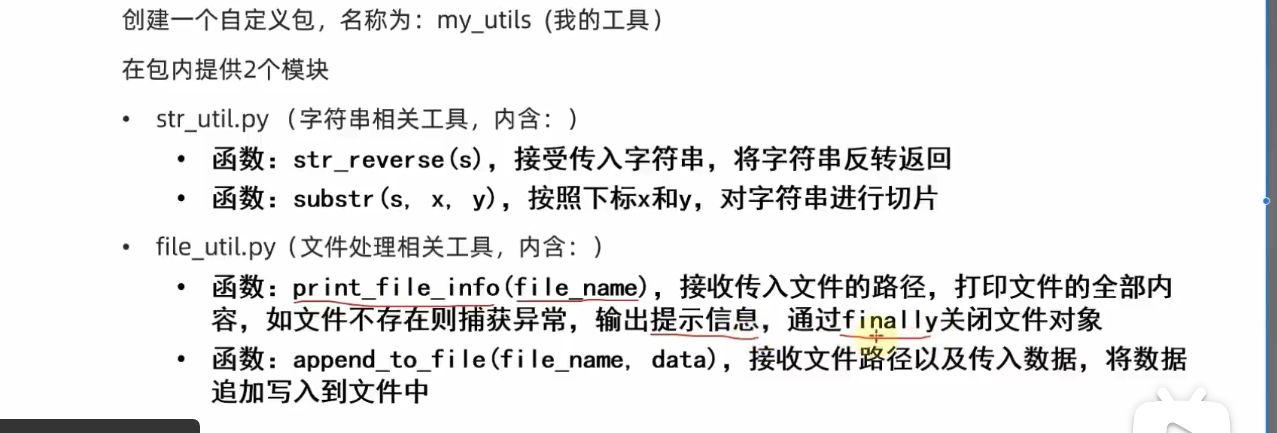 创建一个自定义包，名称为：my_utils（我的工具）
在包内提供2个模块
• str_util.py（字符串相关工具，内含：）
• 函数：str_reverse(s)，接受传入字符串，将字符串反转返回
• 函数：substr(s, x, y)，按照下标x和y，对字符串进行切片
• file_util.py（文件处理相关工具，内含：）
• 函数：print_file_info(file_name)，接收传入文件的路径，打印文件的全部内
容，如文件不存在则捕获异常，输出提示信息，通过finally关闭文件对象
• 函数：append_to_file(file_name, data)，接收文件路径以及传入数据，将数据
追加写入到文件中